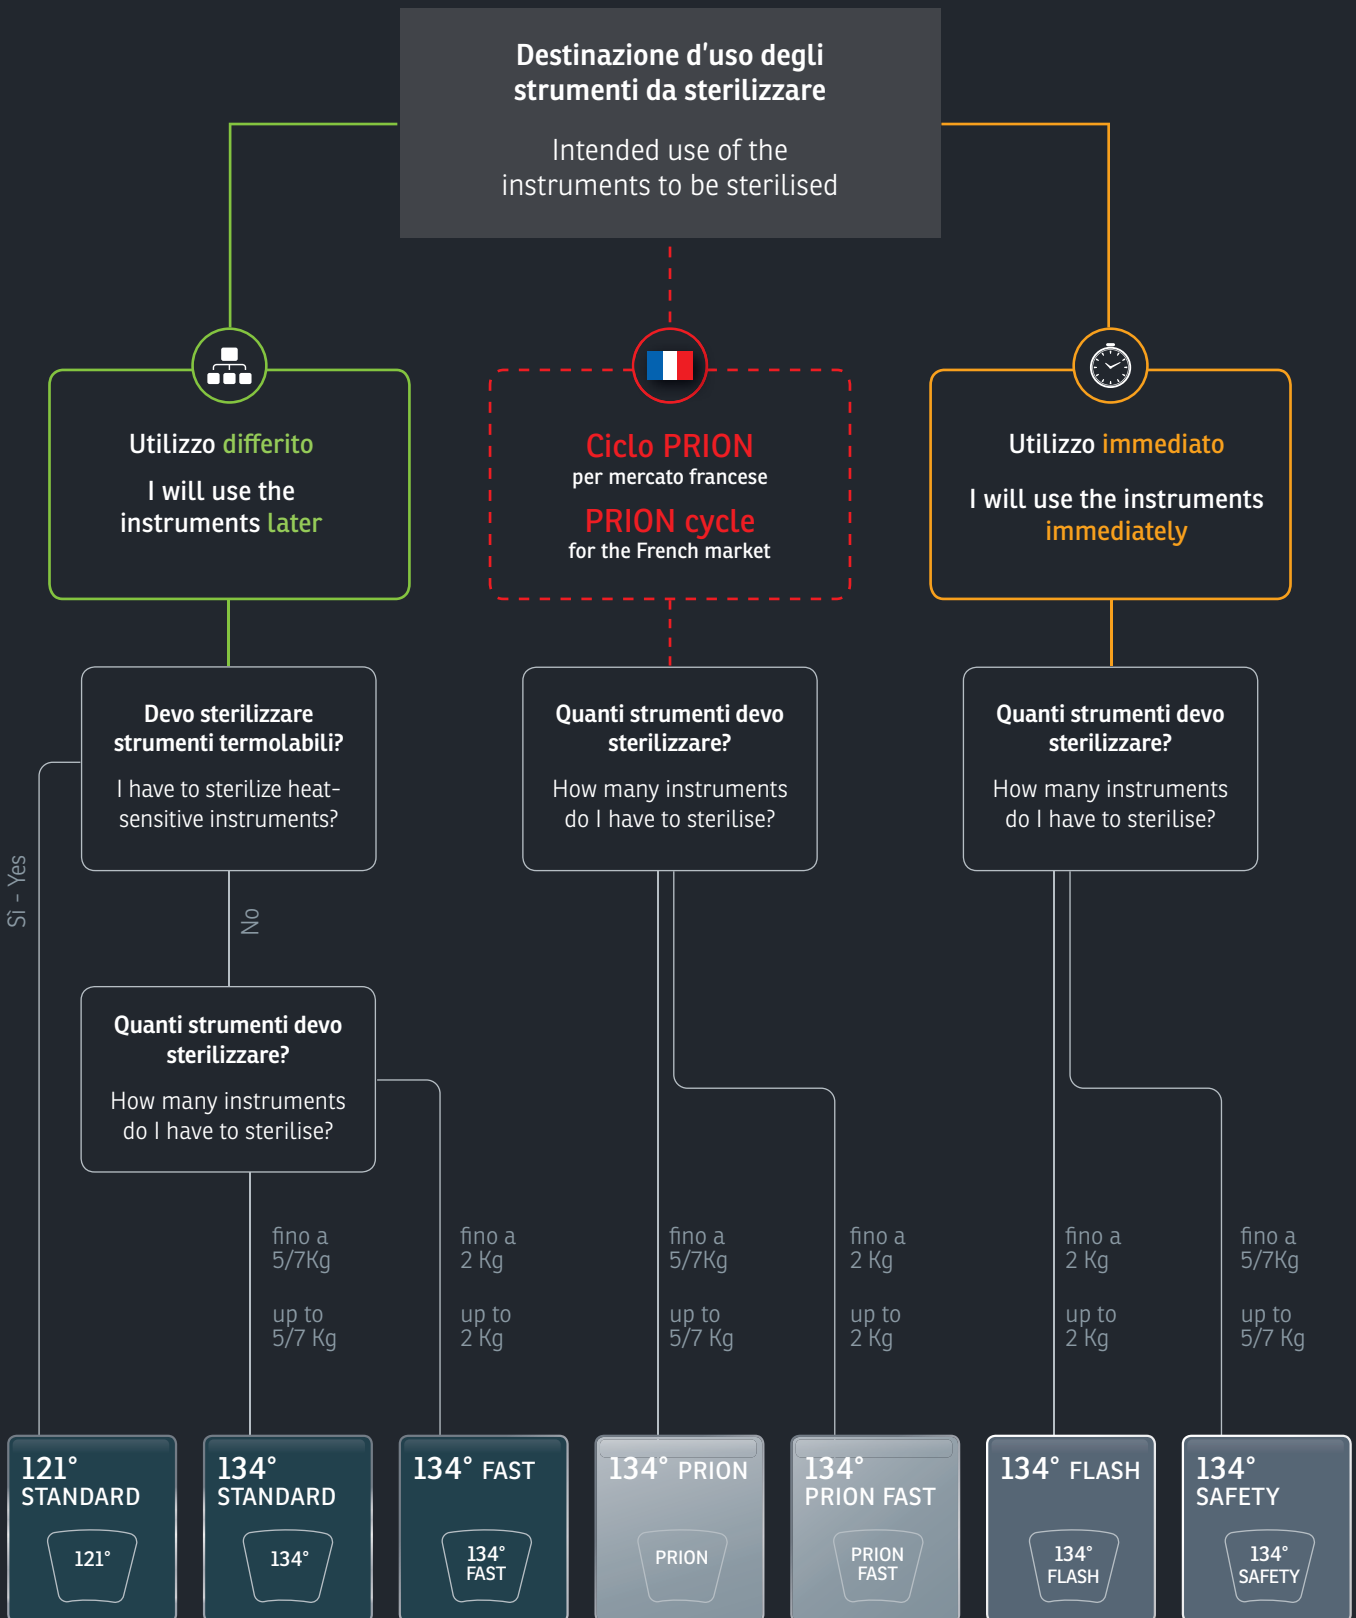 Destinazione d'uso degli
strumenti da sterilizzare
Intended use of the
instruments to be sterilised
Utilizzo differito
I will use the
instruments later
Ciclo PRION
per mercato francese
PRION cycle
for the French market
Utilizzo immediato
I will use the instruments
immediately
Devo sterilizzare
strumenti termolabili?
I have to sterilize heat-
sensitive instruments?
Quanti strumenti devo
sterilizzare?
How many instruments
do I have to sterilise?
Quanti strumenti devo
sterilizzare?
How many instruments
do I have to sterilise?
Sì - Yes
No
Quanti strumenti devo
sterilizzare?
How many instruments
do I have to sterilise?
fino a
5/7Kg
up to
5/7 Kg
fino a
2 Kg
up to
2 Kg
fino a
5/7Kg
up to
5/7 Kg
fino a
2 Kg
up to
2 Kg
fino a
2 Kg
up to
2 Kg
fino a
5/7Kg
up to
5/7 Kg
121°
STANDARD
121°
134°
STANDARD
134°
134° FAST
134°
FAST
134° PRION
PRION
134°
PRION FAST
PRION
FAST
134° FLASH
134°
FLASH
134°
SAFETY
134°
SAFETY